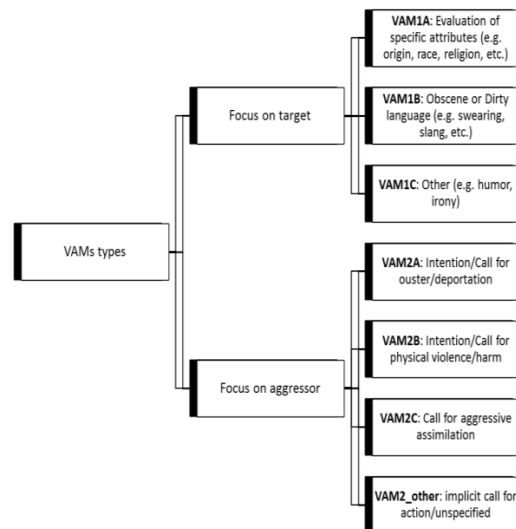 VAM1A: Evaluation of
specific attributes (e.g.
origin, race, religion, etc.)
Focus on target
VAM1B: Obscene or Dirty
language (e.g. swearing,
slang, etc.)
VAM1C: Other (e.g. humor,
irony)
VAMs types
VAM2A: Intention/Call for
ouster/deportation
VAM2B: Intention/Call for
physical violence/harm
Focus on aggressor
VAM2C: Call for aggressive
assimilation
VAM2_other: implicit call for
action/unspecified